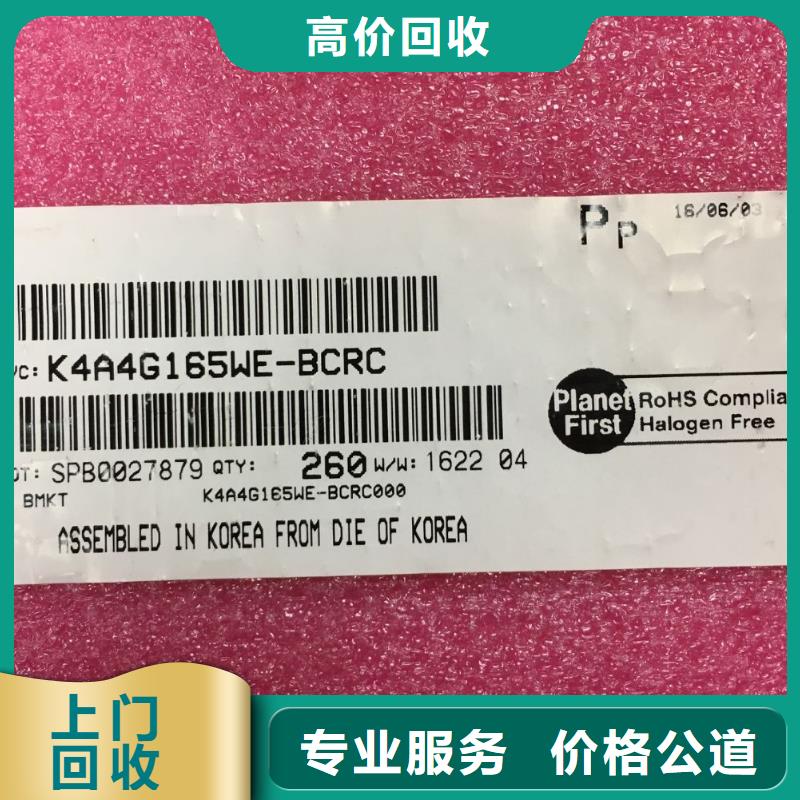 高价回收
Pp 16/06/03
/C: K4A4G165WE-BCRC
OT: SPB0027879 QTY: 260 W/W: 1622 04
BMKT K4A4G165WE-BCRC000
ASSEMBLED IN KOREA FROM DIE OF KOREA
Planet First
RoHS Complia
Halogen Free
上门
回收
专业服务 价格公道